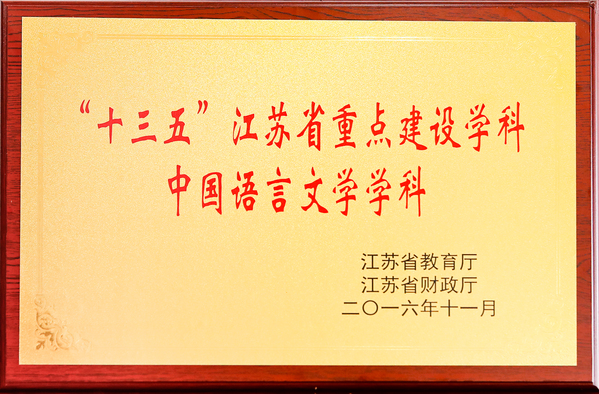 “十三五”江苏省重点建设学科
中国语言文学学科
江苏省教育厅
江苏省财政厅
二〇一六年十一月